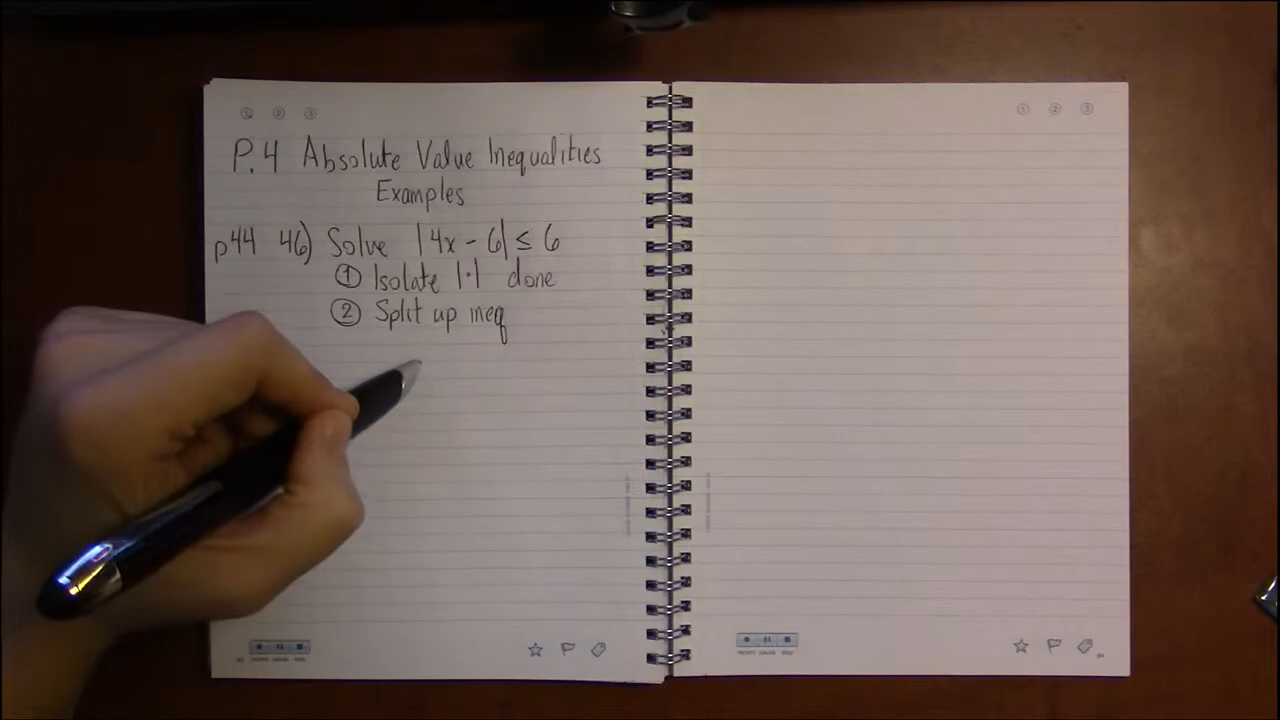 P.4 Absolute Value Inequalities
Examples
p44 46) Solve |4x - 6| ≤ 6
① Isolate |·| done
② Split up ineq